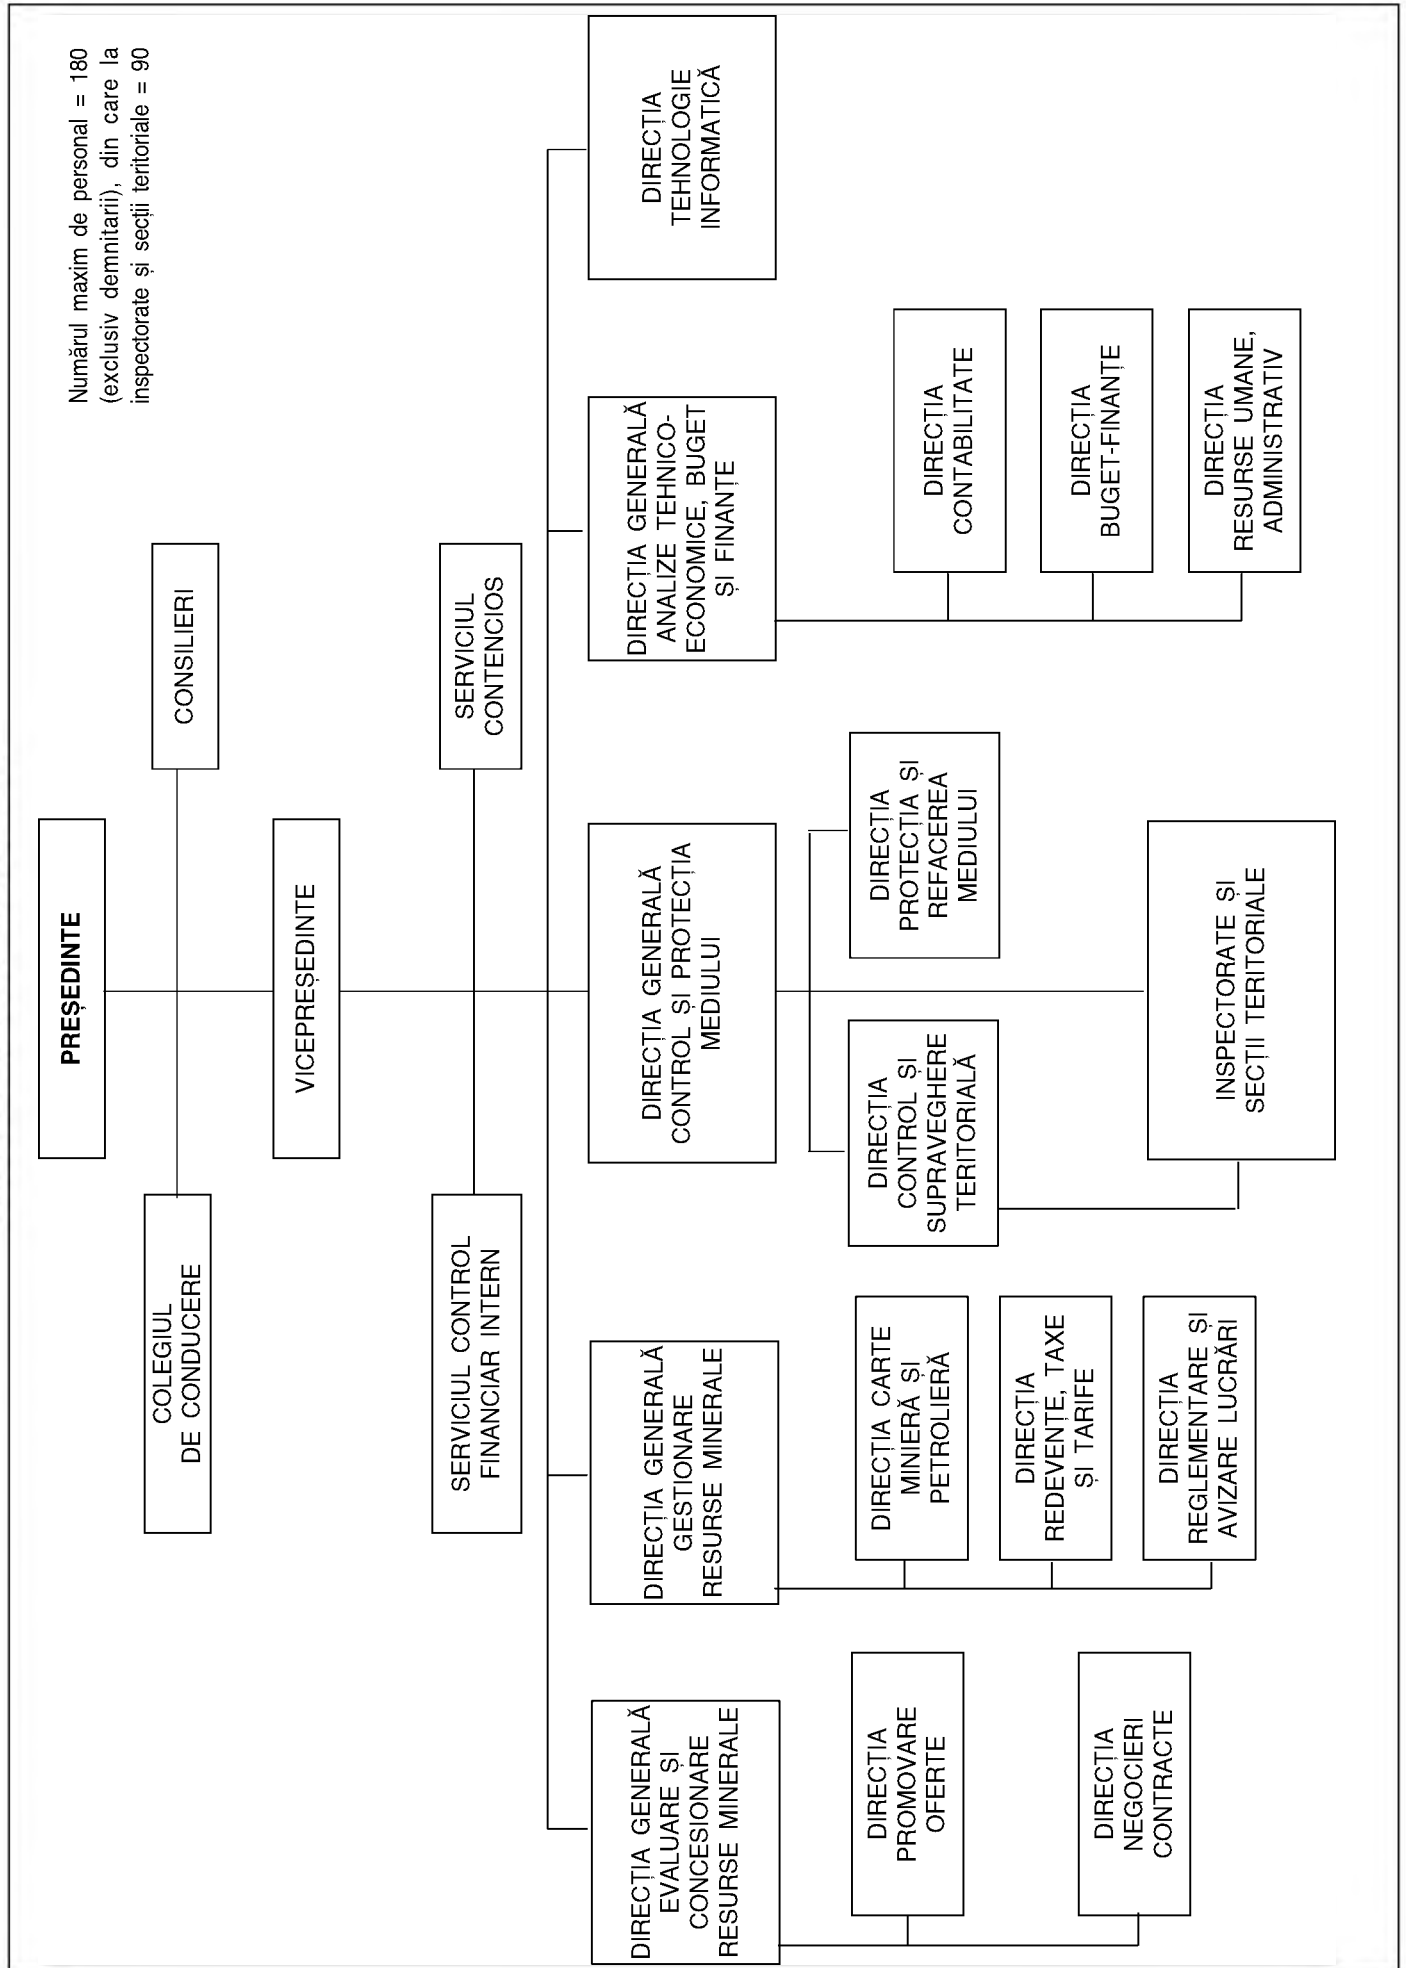 Numărul maxim de personal = 180
(exclusiv demnitarii), din care la
inspectorate și secții teritoriale = 90
PREȘEDINTE
COLEGIUL
DE CONDUCERE
CONSILIERI
VICEPREȘEDINTE
SERVICIUL CONTROL
FINANCIAR INTERN
SERVICIUL
CONTENCIOS
DIRECȚIA GENERALĂ
EVALUARE ȘI
CONCESIONARE
RESURSE MINERALE
DIRECȚIA GENERALĂ
GESTIONARE
RESURSE MINERALE
DIRECȚIA GENERALĂ
CONTROL ȘI PROTECȚIA
MEDIULUI
DIRECȚIA GENERALĂ
ANALIZE TEHNICO-
ECONOMICE, BUGET
ȘI FINANȚE
DIRECȚIA
TEHNOLOGIE
INFORMATICĂ
DIRECȚIA
PROMOVARE
OFERTE
DIRECȚIA
NEGOCIERI
CONTRACTE
DIRECȚIA CARTE
MINIERĂ ȘI
PETROLIERĂ
DIRECȚIA
REDEVENȚE, TAXE
ȘI TARIFE
DIRECȚIA
REGLEMENTARE ȘI
AVIZARE LUCRĂRI
DIRECȚIA
CONTROL ȘI
SUPRAVEGHERE
TERITORIALĂ
DIRECȚIA
PROTECȚIA ȘI
REFACEREA
MEDIULUI
INSPECTORATE ȘI
SECȚII TERITORIALE
DIRECȚIA
CONTABILITATE
DIRECȚIA
BUGET-FINANȚE
DIRECȚIA
RESURSE UMANE,
ADMINISTRATIV